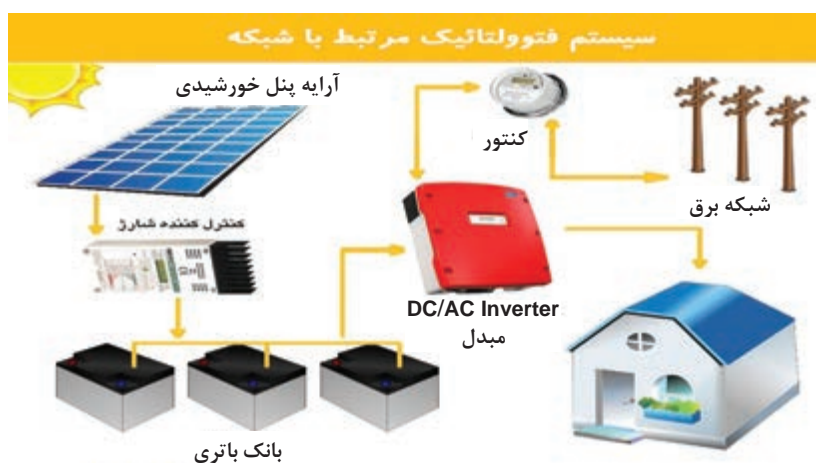 سیستم فتوولتائیک مرتبط با شبکه
آرایه پنل خورشیدی
کنتور
شبکه برق
کنترل کننده شارژ
DC/AC Inverter
مبدل
بانک باتری